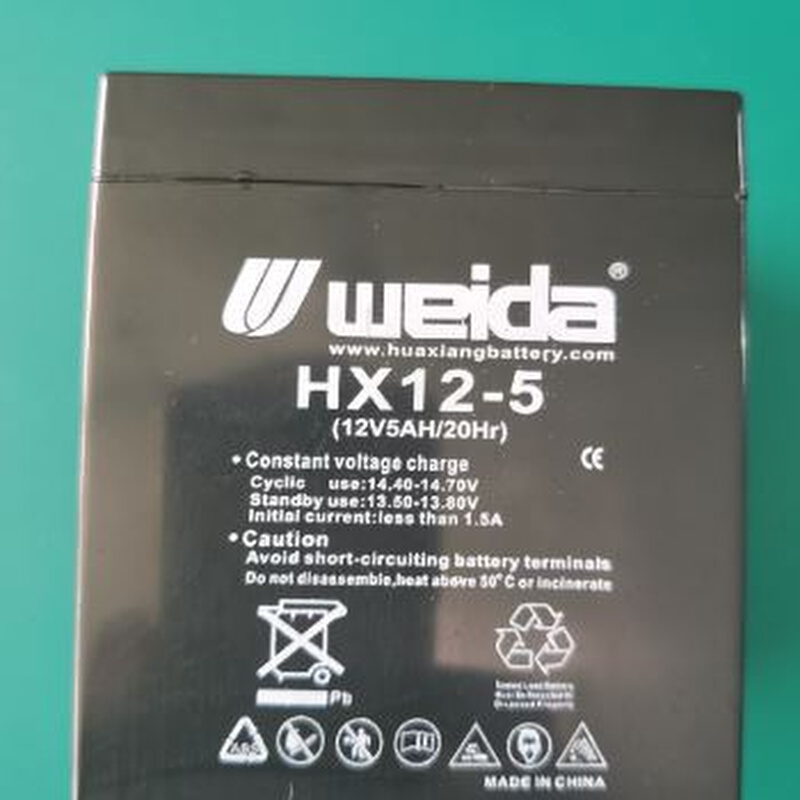 weida®
www.huaxiangbattery.com
HX12-5
(12V5AH/20Hr)
• Constant voltage charge
CE
Cyclic use:14.40-14.70V
Standby use:13.50-13.80V
Initial current:less than 1.5A
• Caution
Avoid short-circuiting battery terminals
Do not disassemble,heat above 50°C or incinerate
Pb
ABS
MADE IN CHINA